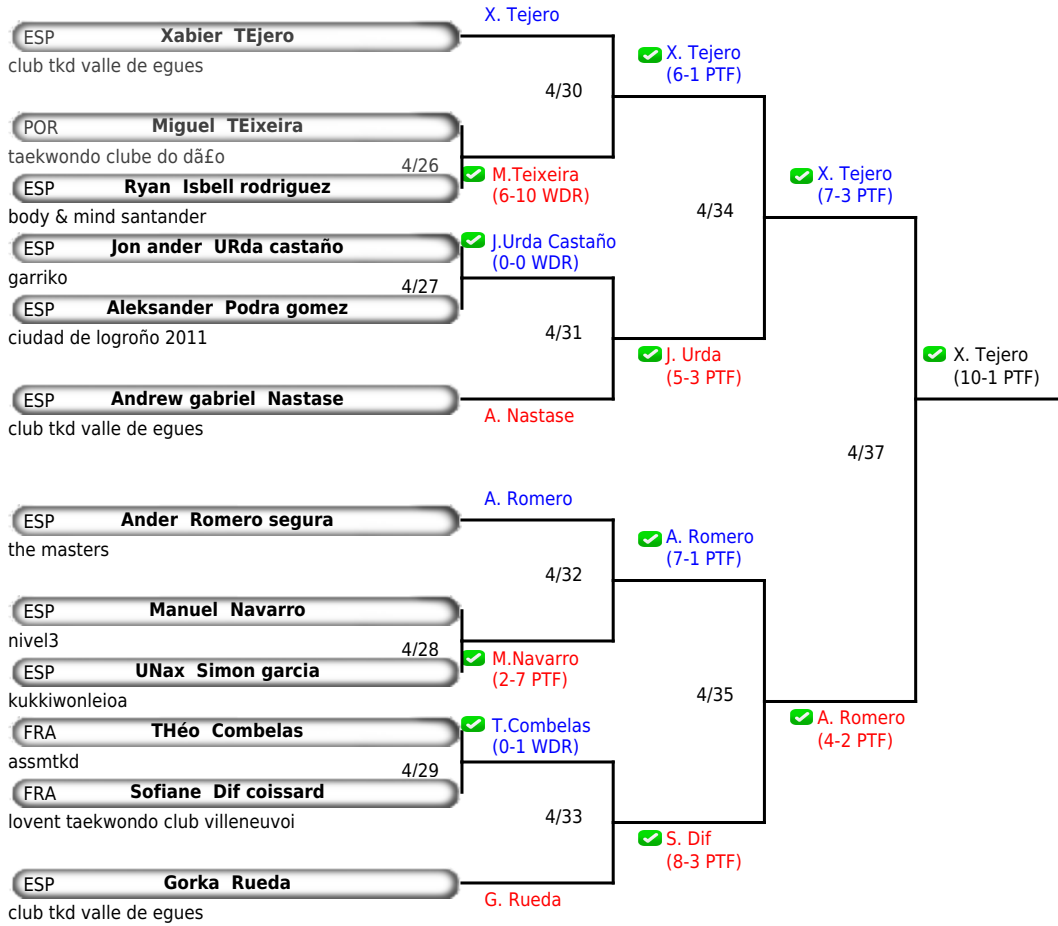 X. Tejero
ESP Xabier TEjero
club tkd valle de egues
X. Tejero
(6-1 PTF)
4/30
POR Miguel TEixeira
taekwondo clube do dã£o
4/26
M.Teixeira
(6-10 WDR)
ESP Ryan Isbell rodriguez
body & mind santander
X. Tejero
(7-3 PTF)
4/34
ESP Jon ander URda castaño
garriko
J.Urda Castaño
(0-0 WDR)
4/27
ESP Aleksander Podra gomez
ciudad de logroño 2011
4/31
J. Urda
(5-3 PTF)
X. Tejero
(10-1 PTF)
ESP Andrew gabriel Nastase
club tkd valle de egues
A. Nastase
4/37
A. Romero
ESP Ander Romero segura
the masters
A. Romero
(7-1 PTF)
4/32
ESP Manuel Navarro
nivel3
4/28
M.Navarro
(2-7 PTF)
ESP UNax Simon garcia
kukkiwonleioa
4/35
A. Romero
(4-2 PTF)
FRA THéo Combelas
assmtkd
T.Combelas
(0-1 WDR)
4/29
FRA Sofiane Dif coissard
lovent taekwondo club villeneuvoi
4/33
S. Dif
(8-3 PTF)
ESP Gorka Rueda
club tkd valle de egues
G. Rueda